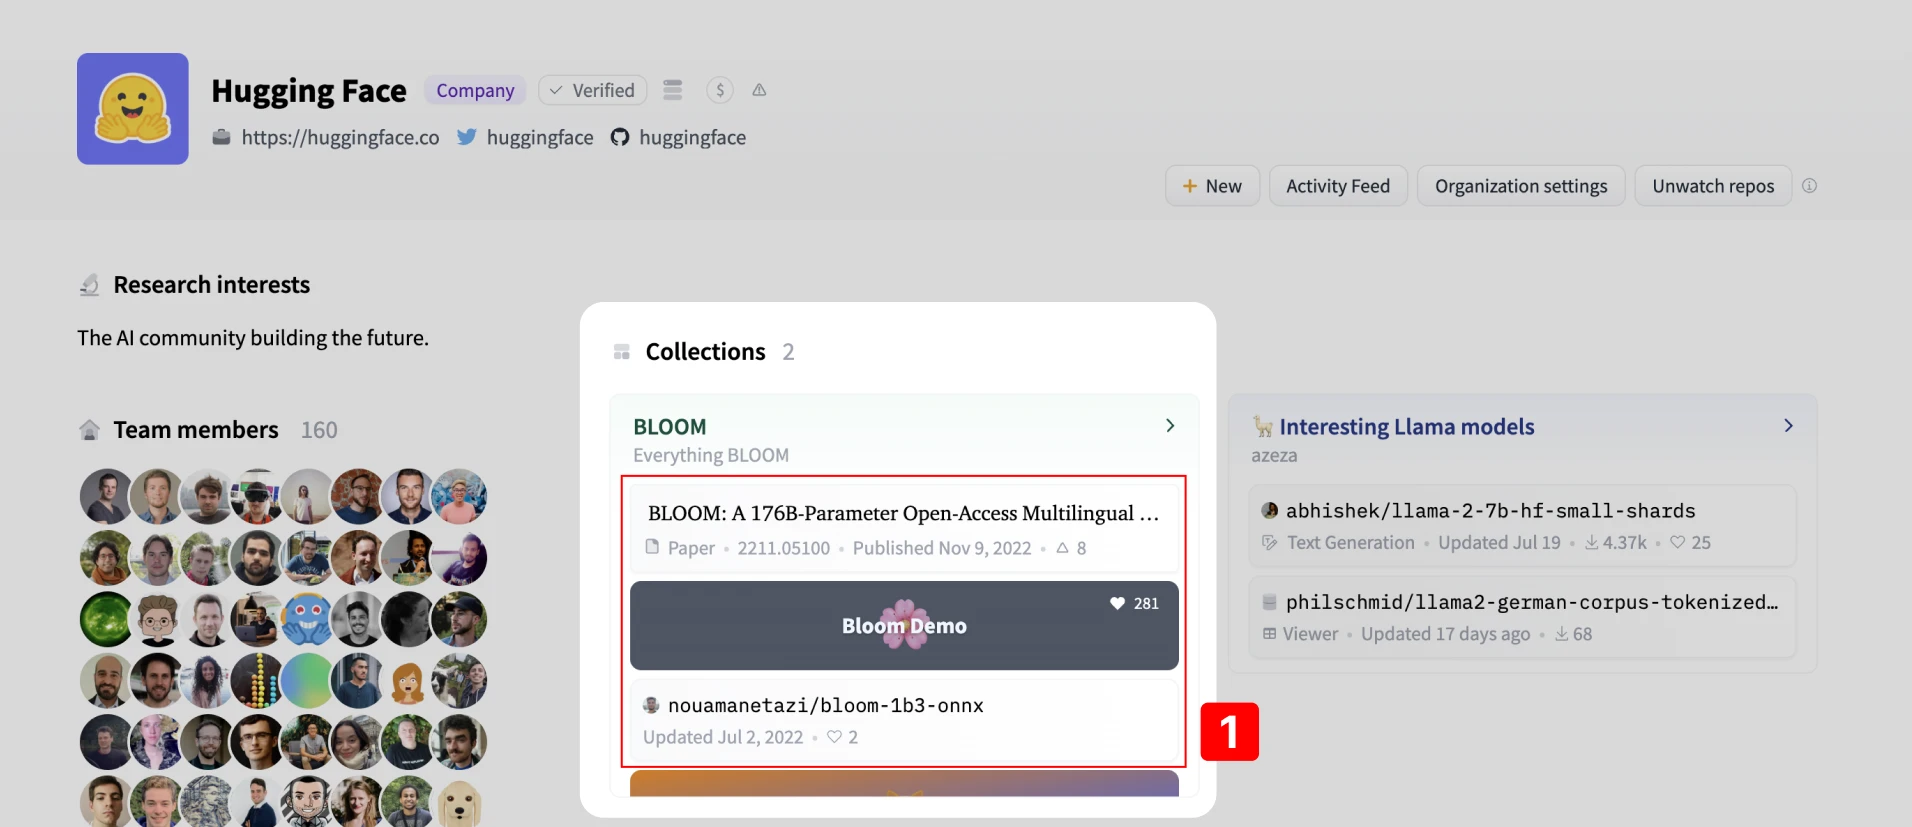 Hugging Face Company Verified $
https://huggingface.co huggingface huggingface
New Activity Feed Organization settings Unwatch repos
Research interests
The AI community building the future.
Team members 160
Collections 2
BLOOM
Everything BLOOM
BLOOM: A 176B-Parameter Open-Access Multilingual ...
Paper • 2211.05100 • Published Nov 9, 2022 • 8
281
Bloom Demo
nouamanetazi/bloom-1b3-onnx
Updated Jul 2, 2022 • 2
1
🦙 Interesting Llama models
azeza
abhishek/llama-2-7b-hf-small-shards
Text Generation • Updated Jul 19 • 4.37k • 25
philschmid/llama2-german-corpus-tokenized...
Viewer • Updated 17 days ago • 68